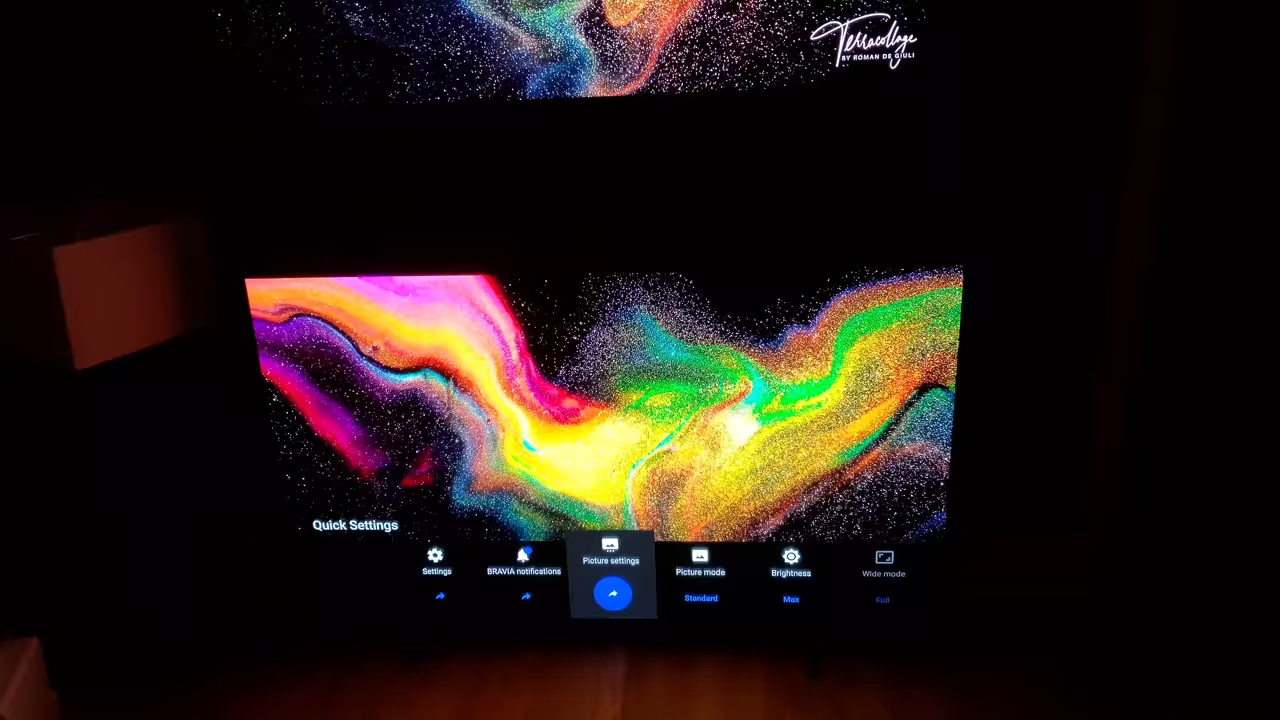 Terracollage
BY ROMAN DE GIULI
Quick Settings
Settings
BRAVIA notifications
Picture settings
Picture mode
Standard
Brightness
Max
Wide mode
Full